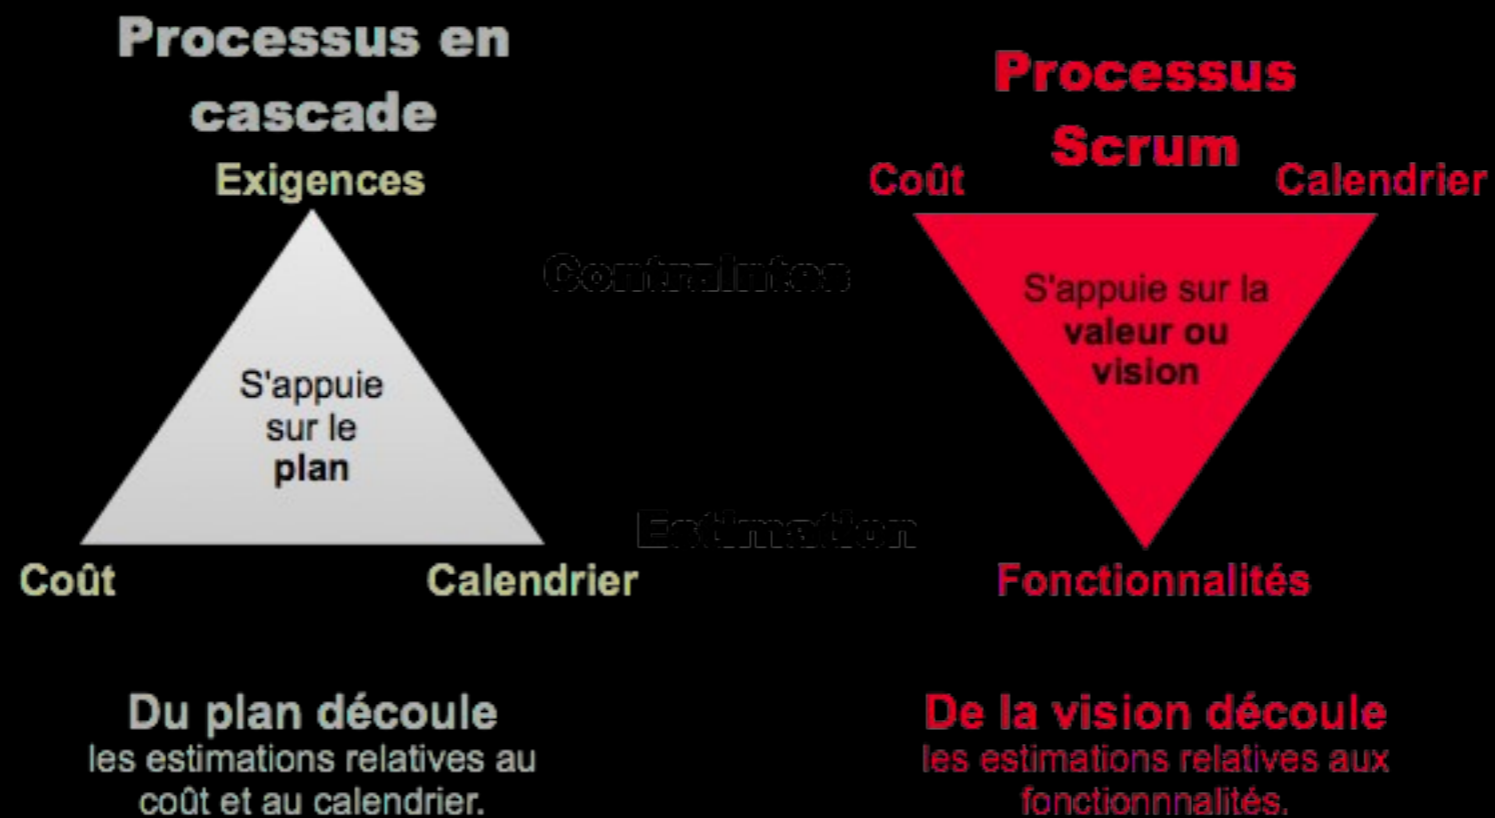 Processus en
cascade
Exigences
S'appuie
sur le
plan
Coût
Calendrier
Du plan découle
les estimations relatives au
coût et au calendrier.
Contraintes
Estimation
Processus
Scrum
Coût
Calendrier
S'appuie sur la
valeur ou
vision
Fonctionnalités
De la vision découle
les estimations relatives aux
fonctionnnalités.